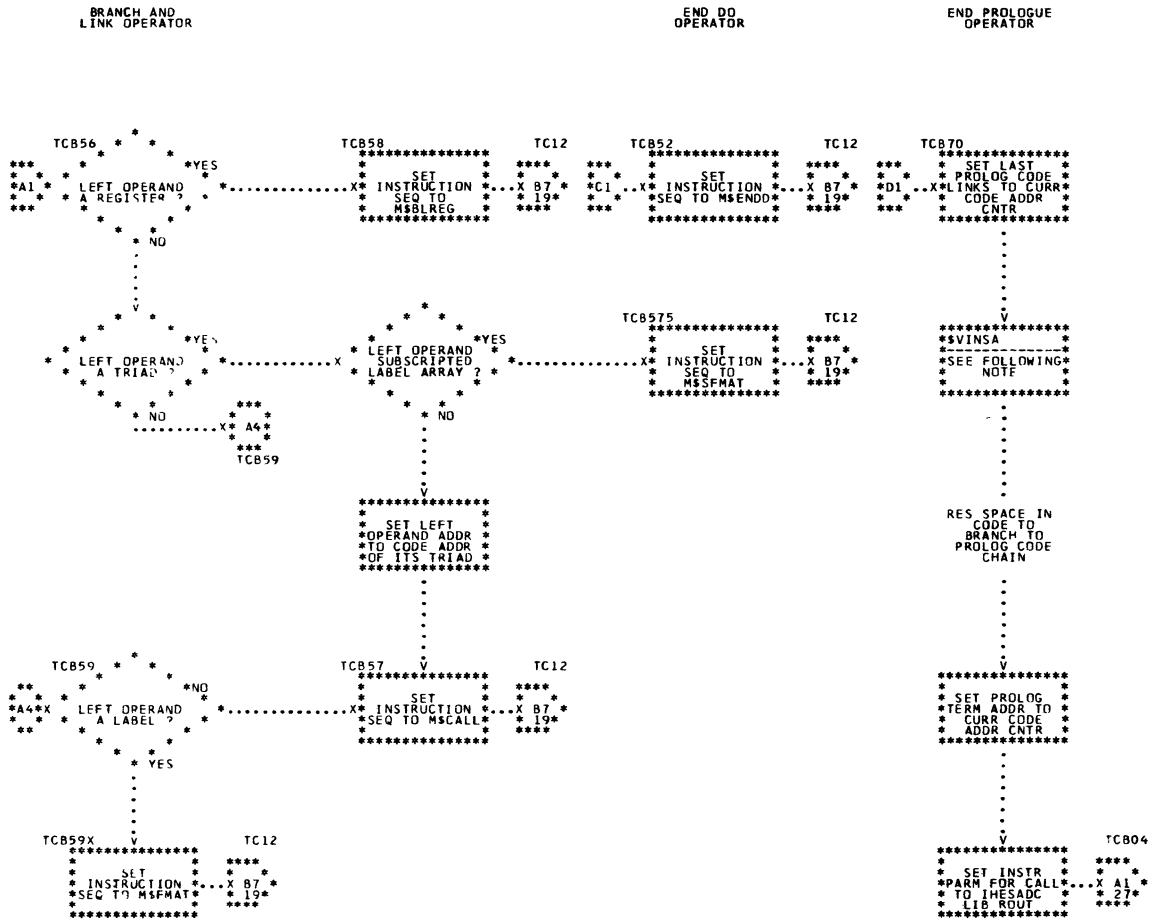 BRANCH AND
LINK OPERATOR
END DO
OPERATOR
END PROLOGUE
OPERATOR
TCB56
A1
LEFT OPERAND
A REGISTER ?
YES
NO
TCB58
SET
INSTRUCTION
SEQ TO
M$BLREG
TC12
B7
19
C1
TCB52
SET
INSTRUCTION
SEQ TO M$ENDD
TC12
B7
19
D1
TCB70
SET LAST
PROLOG CODE
LINKS TO CURR
CODE ADDR
CNTR
LEFT OPERAND
A TRIAD ?
YES
NO
A4
TCB59
LEFT OPERAND
SUBSCRIPTED
LABEL ARRAY ?
YES
NO
TCB575
SET
INSTRUCTION
SEQ TO
M$SFMAT
TC12
B7
19
$VINSA
SEE FOLLOWING
NOTE
SET LEFT
OPERAND ADDR
TO CODE ADDR
OF ITS TRIAD
RES SPACE IN
CODE TO
BRANCH TO
PROLOG CODE
CHAIN
TCB59
A4
LEFT OPERAND
A LABEL ?
NO
YES
TCB57
SET
INSTRUCTION
SEQ TO M$CALL
TC12
B7
19
SET PROLOG
TERM ADDR TO
CURR CODE
ADDR CNTR
TCB59X
SET
INSTRUCTION
SEQ TO M$FMAT
TC12
B7
19
SET INSTR
PARM FOR CALL
TO IHESADC
LIB ROUT
TCB04
A1
27